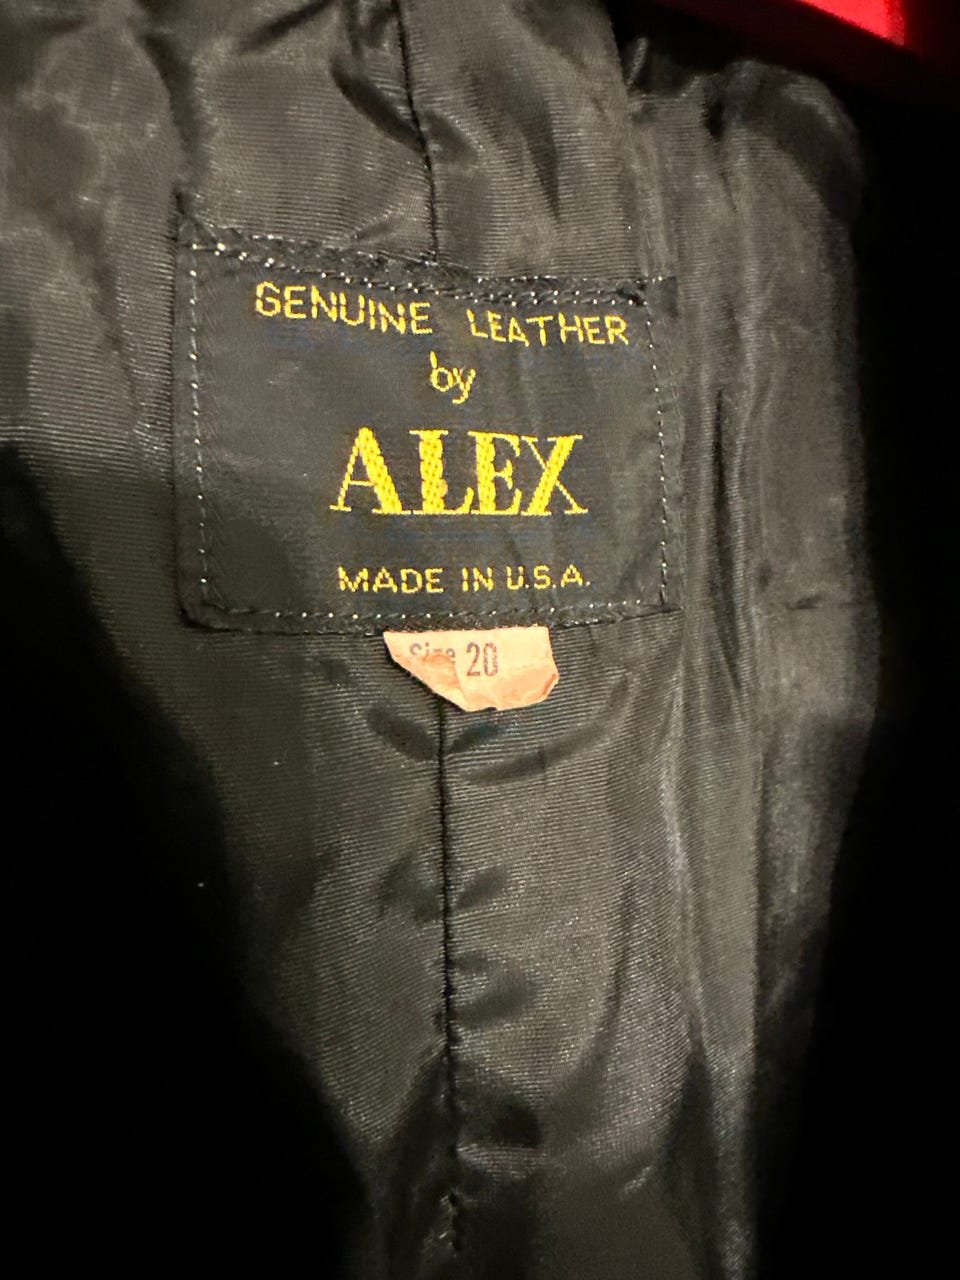 GENUINE LEATHER
by
ALEX
MADE IN U.S.A.
Size 20